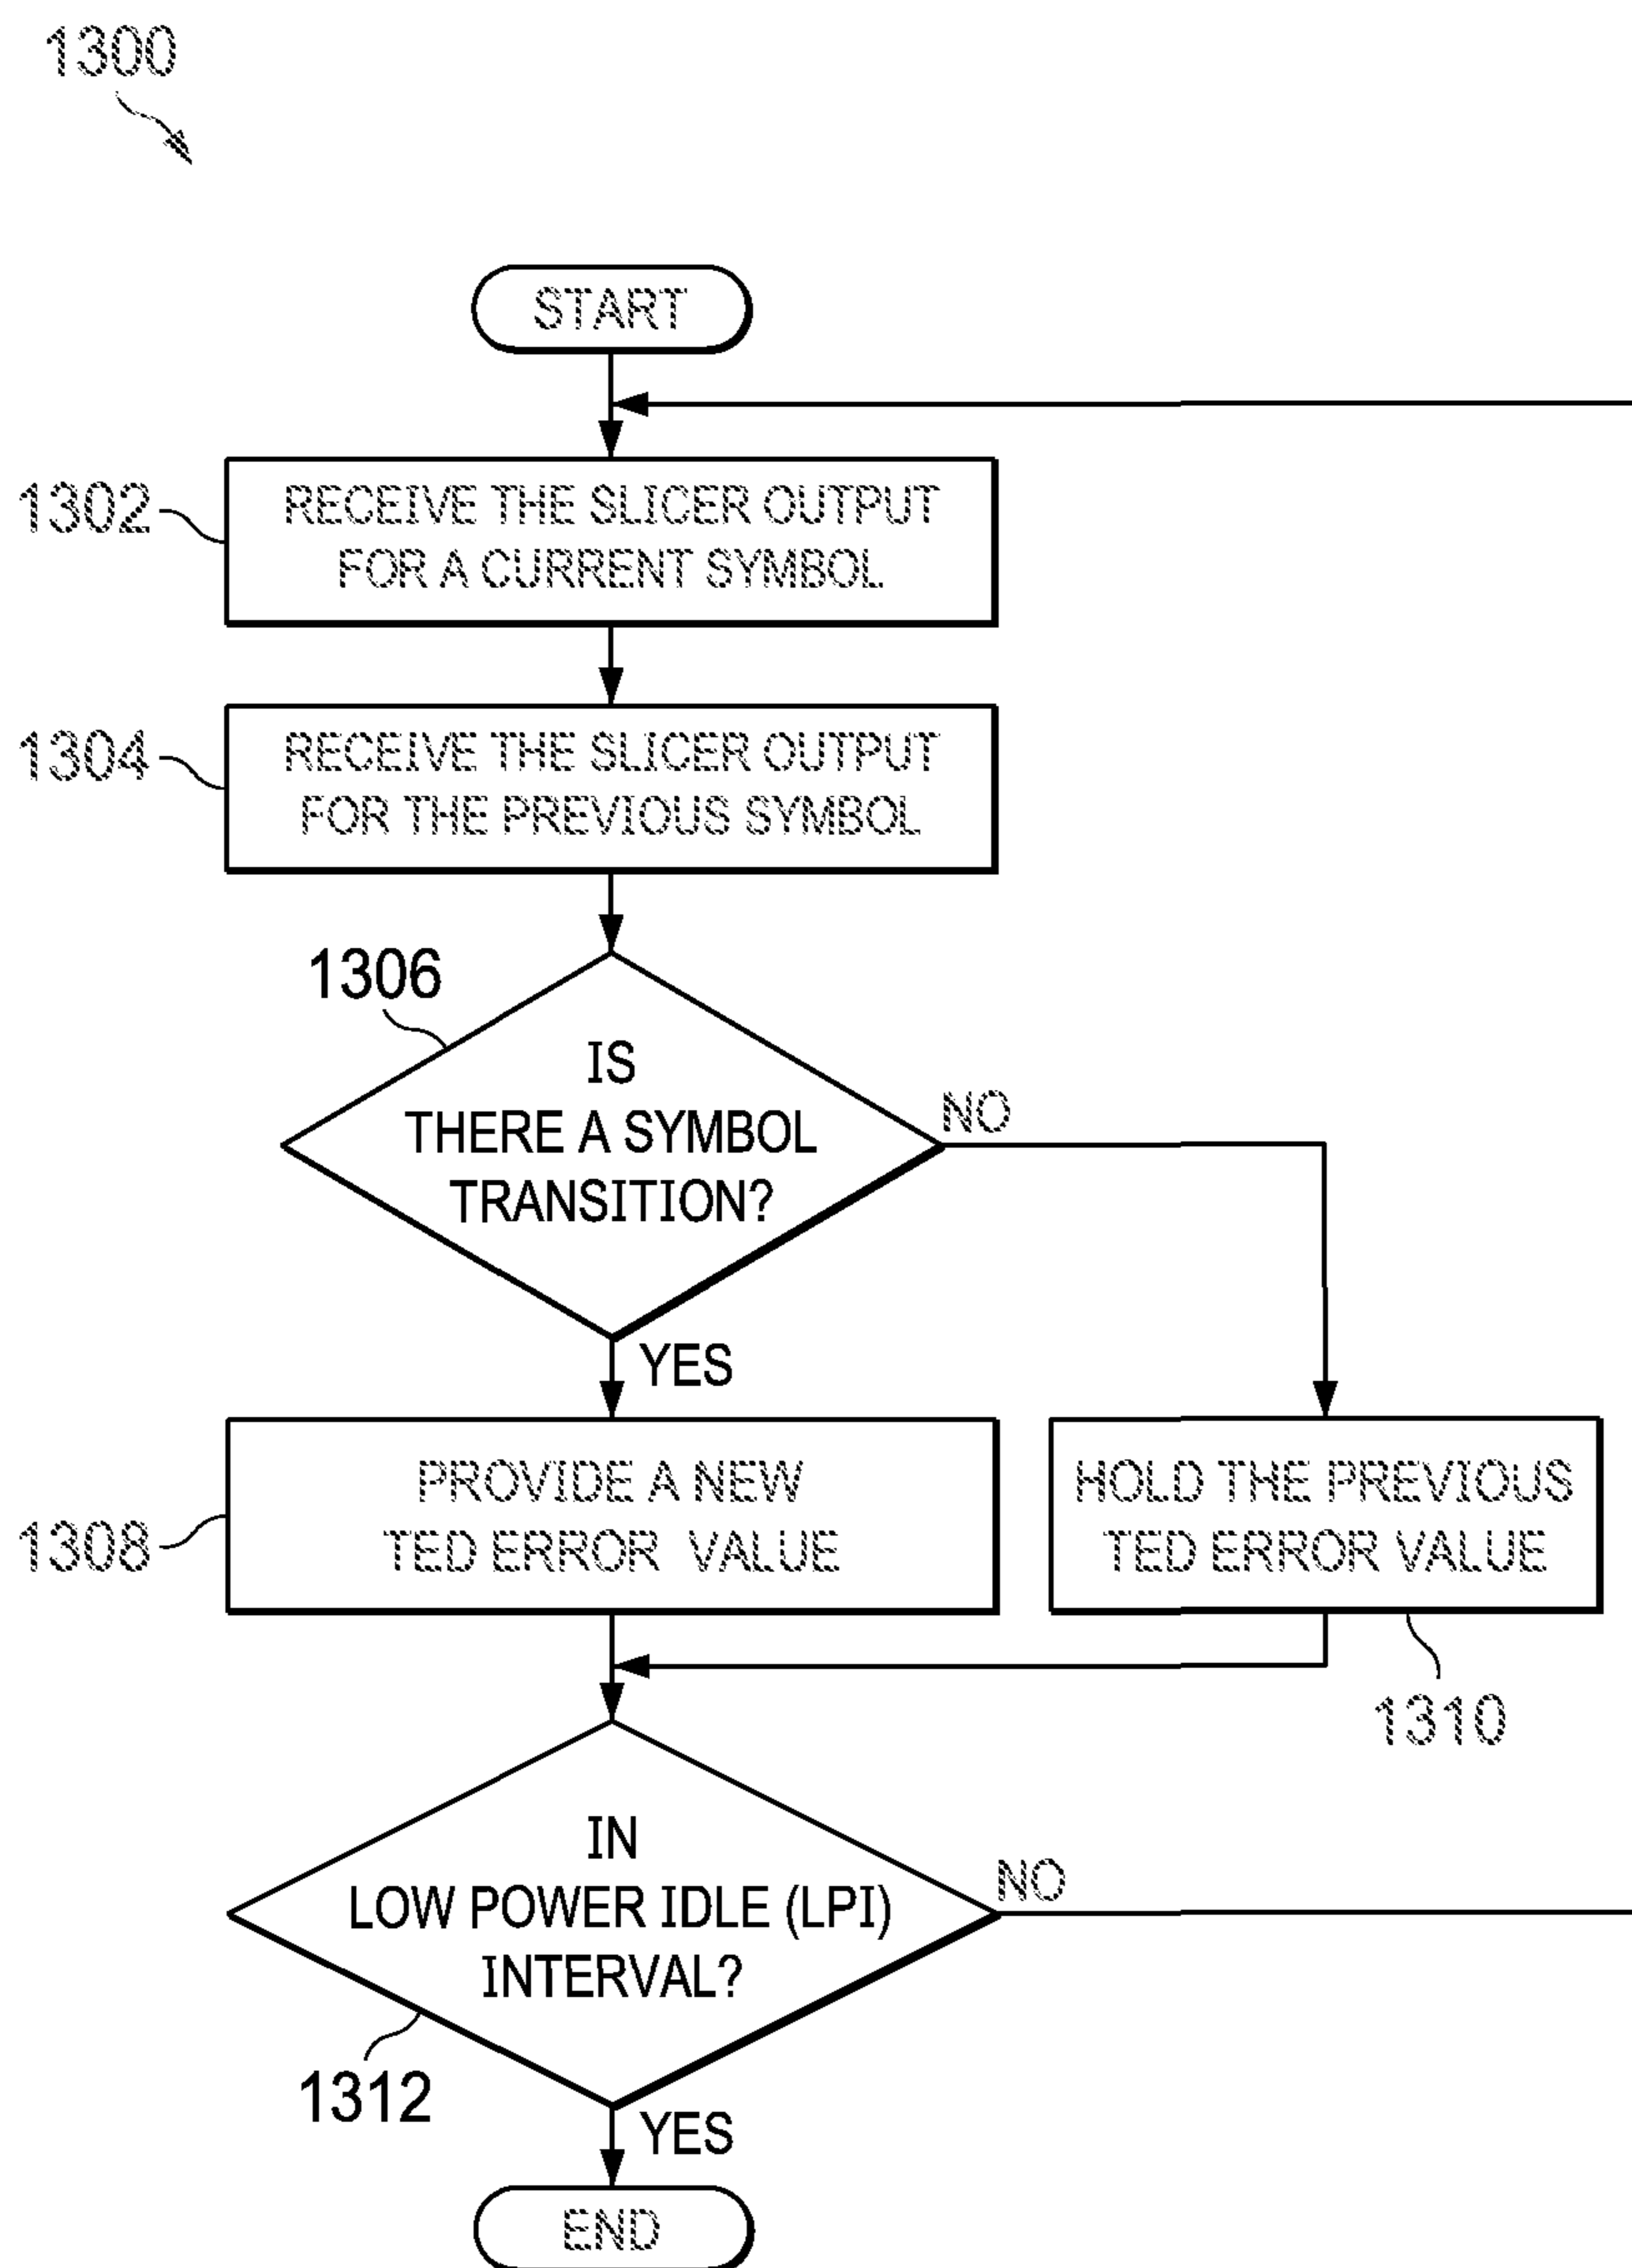 1300
START
1302
RECEIVE THE SLICER OUTPUT
FOR A CURRENT SYMBOL
1304
RECEIVE THE SLICER OUTPUT
FOR THE PREVIOUS SYMBOL
1306
IS
THERE A SYMBOL
TRANSITION?
NO
YES
1308
PROVIDE A NEW
TED ERROR VALUE
HOLD THE PREVIOUS
TED ERROR VALUE
1310
IN
LOW POWER IDLE (LPI)
INTERVAL?
NO
1312
YES
END